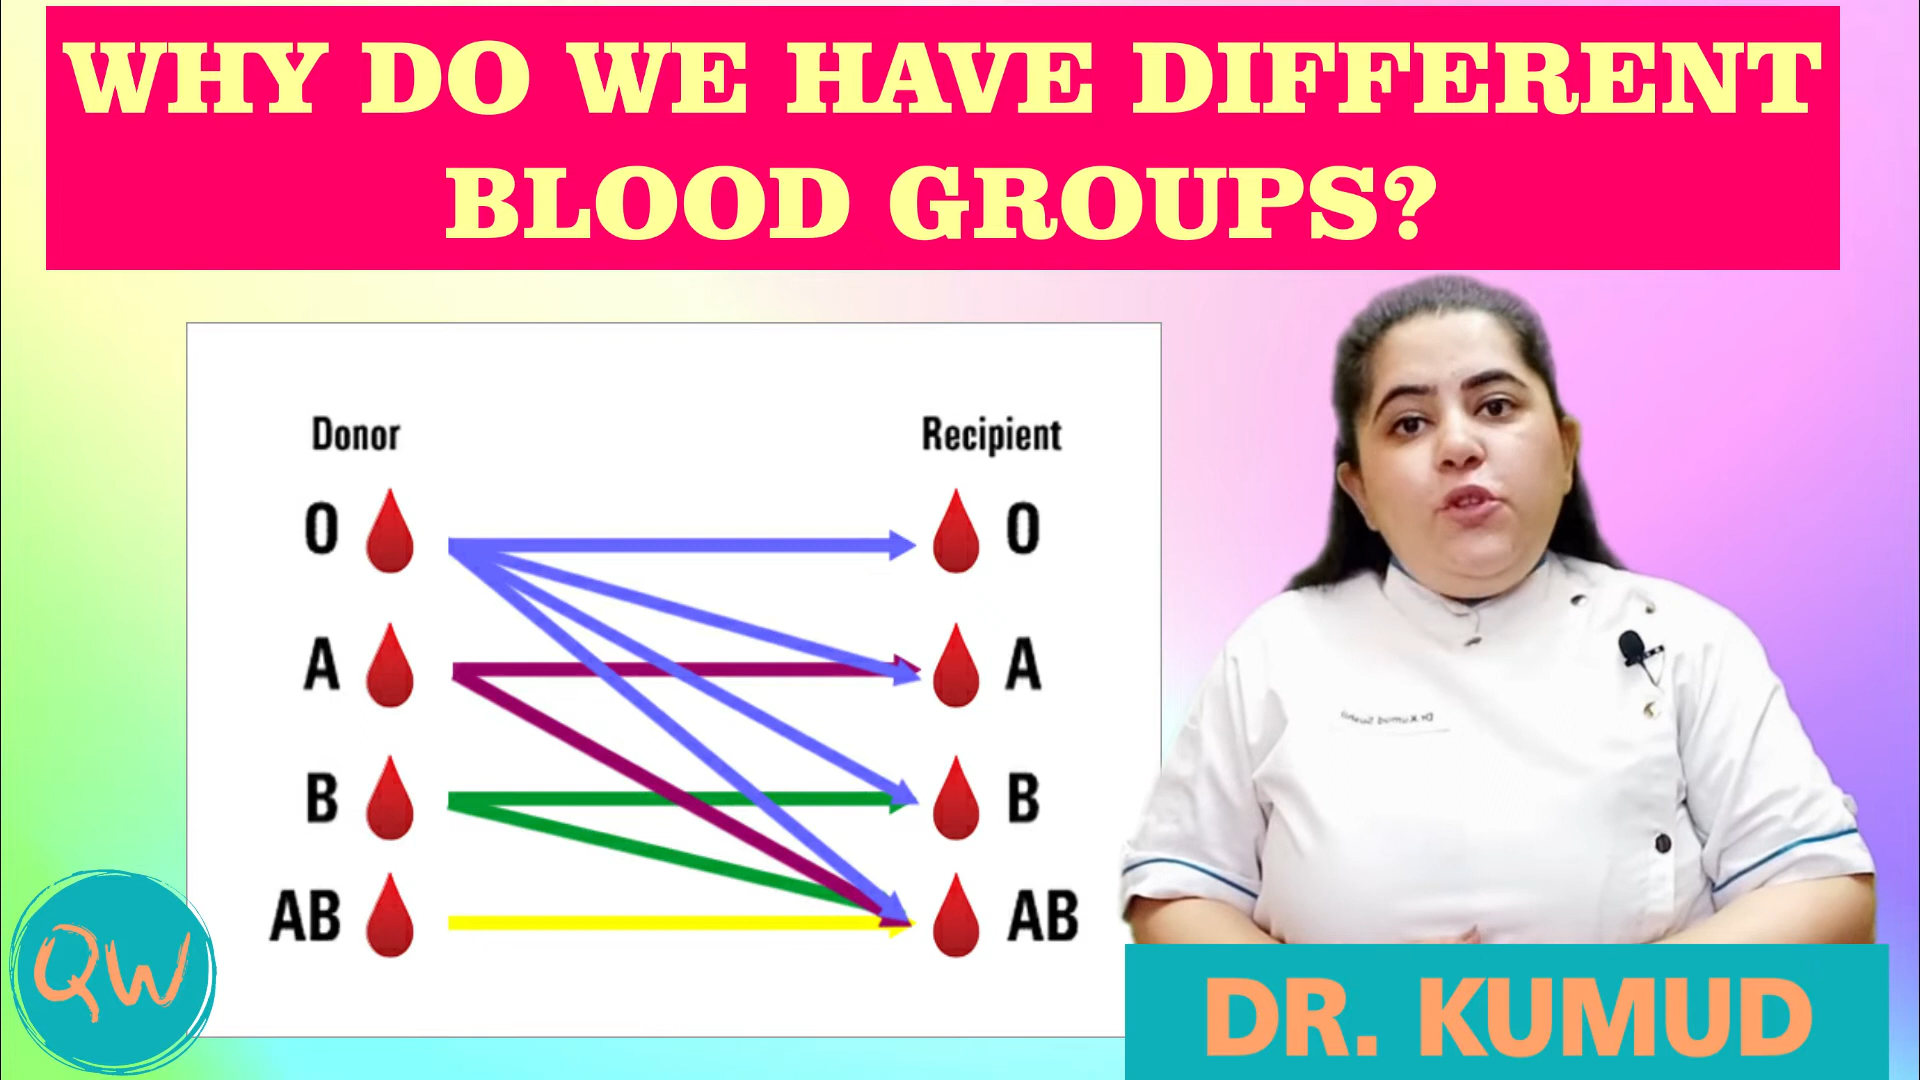 WHY DO WE HAVE DIFFERENT
BLOOD GROUPS?
Donor Recipient
O O
A A
B B
AB AB
QW
DR. KUMUD